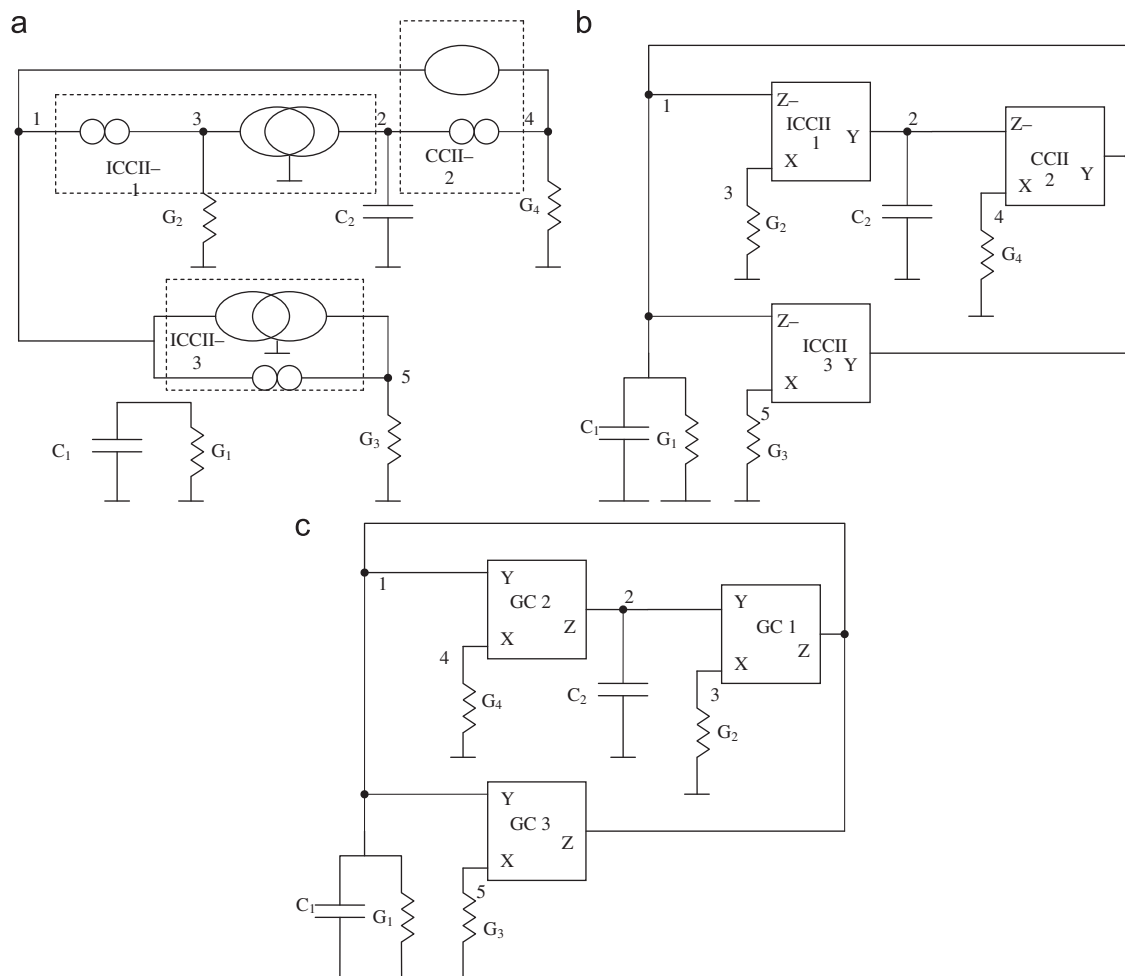 a
1
3
2
4
ICCII–
1
CCII–
2
G₂
C₂
G₄
ICCII–
3
5
C₁
G₁
G₃
b
1
Z–
ICCII
1
Y
X
2
Z–
CCII
2
Y
X
3
G₂
C₂
4
G₄
Z–
ICCII
3
Y
X
5
C₁
G₁
G₃
c
1
Y
GC 2
Z
X
2
Y
GC 1
Z
X
4
G₄
C₂
3
G₂
Y
GC 3
Z
X
5
C₁
G₁
G₃